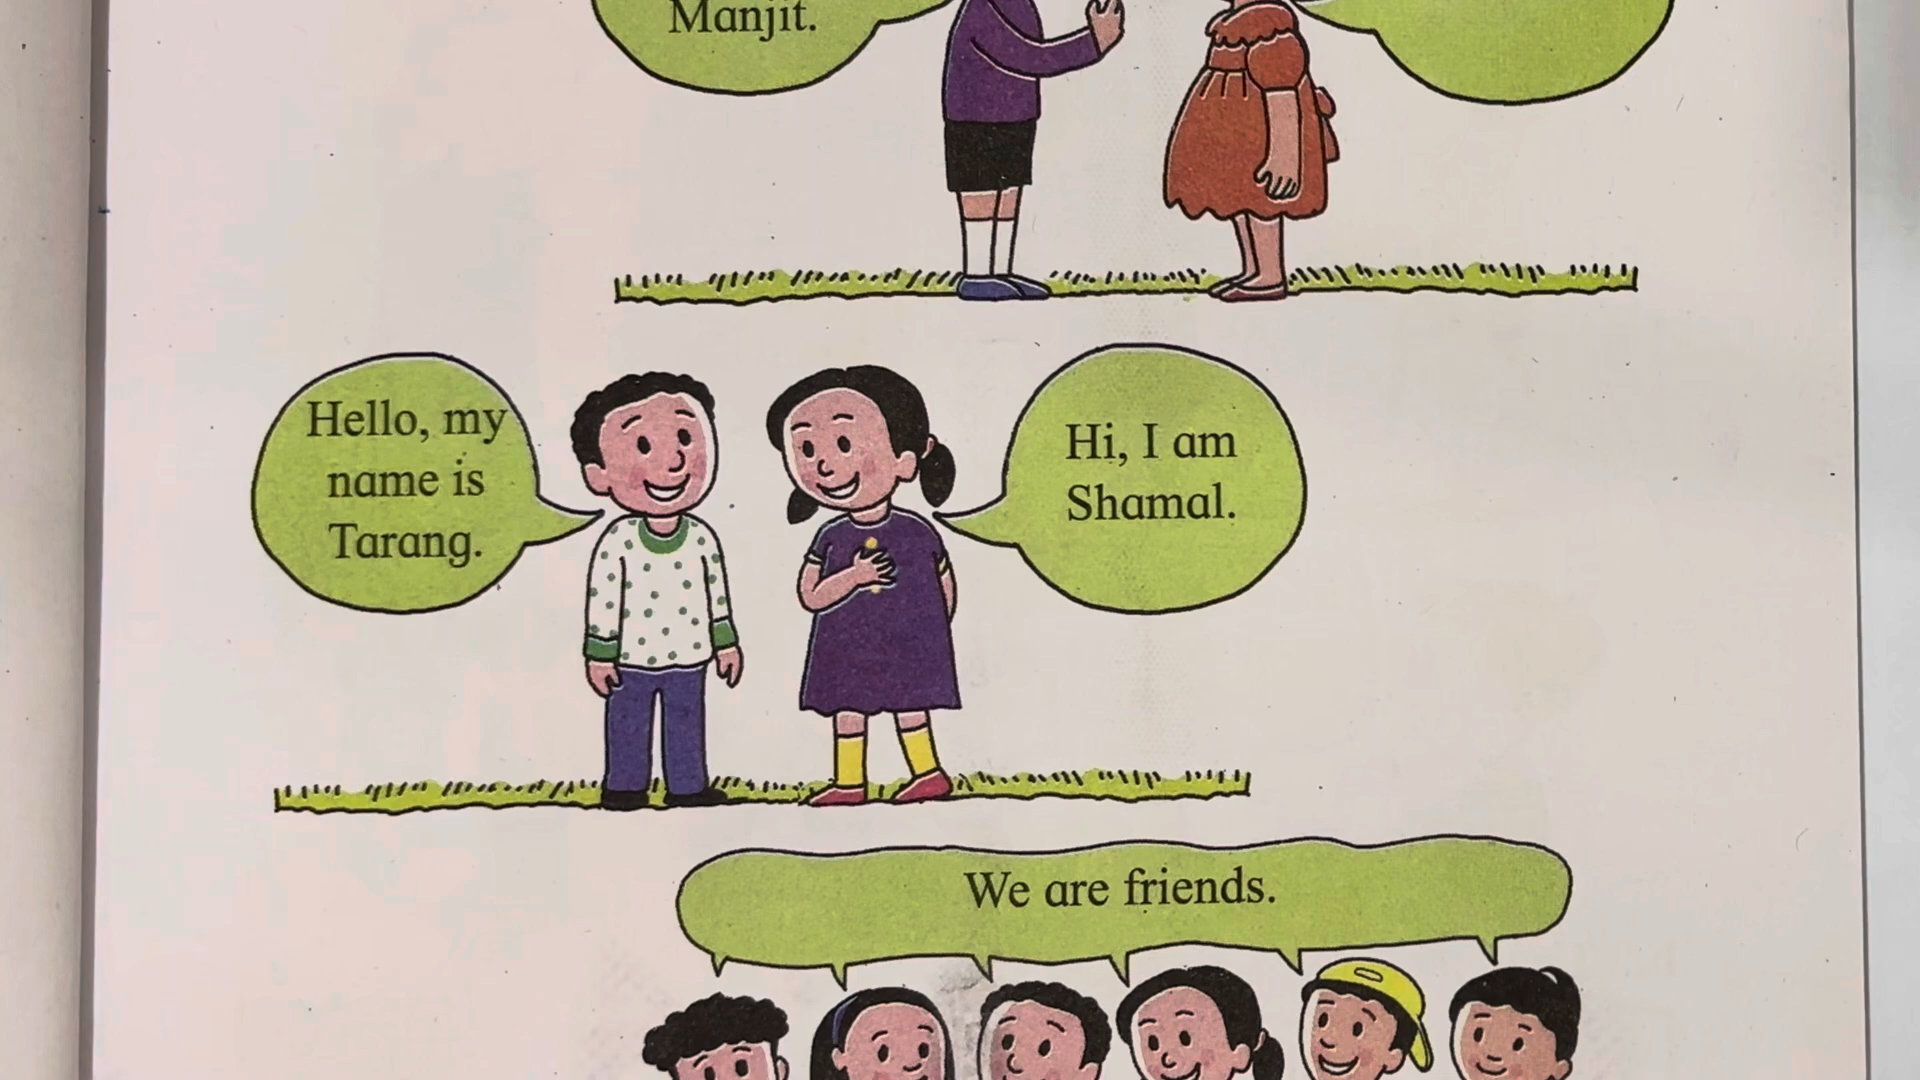 Manjit.
Hello, my
name is
Tarang.
Hi, I am
Shamal.
We are friends.